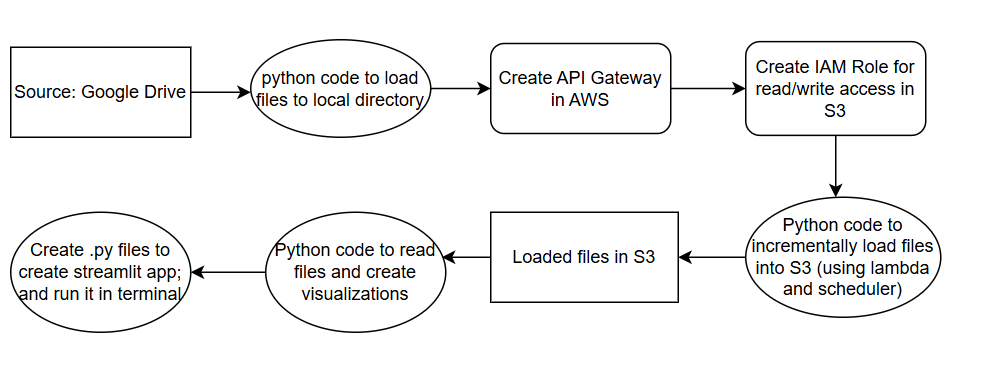 Source: Google Drive
python code to load
files to local directory
Create API Gateway
in AWS
Create IAM Role for
read/write access in
S3
Python code to
incrementally load files
into S3 (using lambda
and scheduler)
Loaded files in S3
Python code to read
files and create
visualizations
Create .py files to
create streamlit app;
and run it in terminal